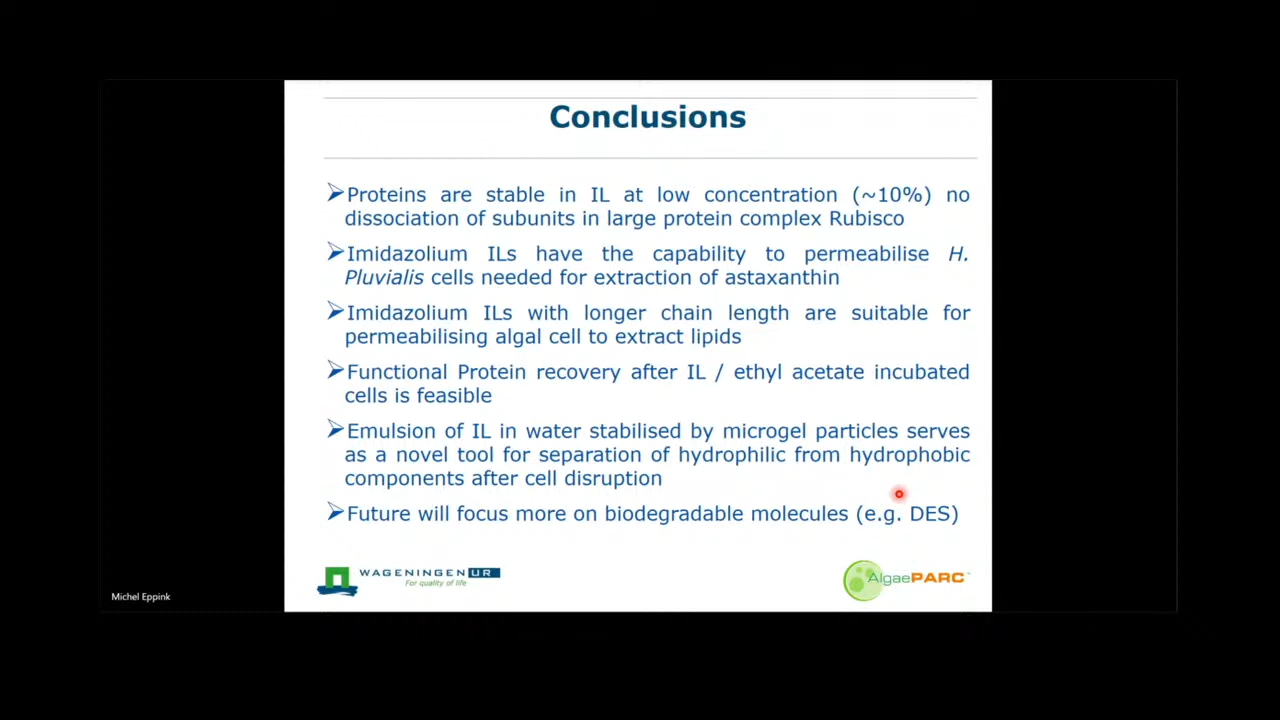 Conclusions
➢Proteins are stable in IL at low concentration (~10%) no
dissociation of subunits in large protein complex Rubisco
➢Imidazolium ILs have the capability to permeabilise H.
Pluvialis cells needed for extraction of astaxanthin
➢Imidazolium ILs with longer chain length are suitable for
permeabilising algal cell to extract lipids
➢Functional Protein recovery after IL / ethyl acetate incubated
cells is feasible
➢Emulsion of IL in water stabilised by microgel particles serves
as a novel tool for separation of hydrophilic from hydrophobic
components after cell disruption
➢Future will focus more on biodegradable molecules (e.g. DES)
WAGENINGEN UR
For quality of life
AlgaePARC™
Michel Eppink